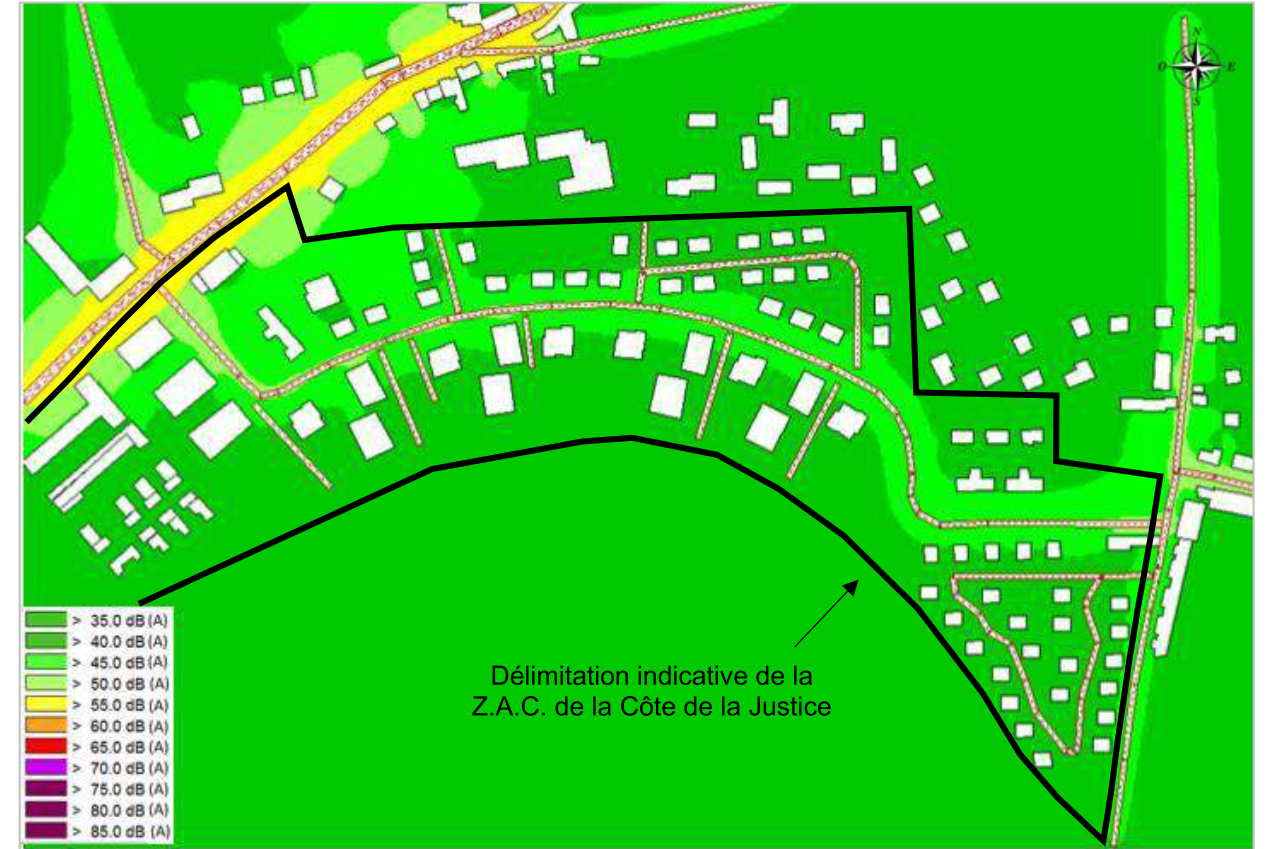 N
O
E
S
Délimitation indicative de la
Z.A.C. de la Côte de la Justice
> 35.0 dB (A)
> 40.0 dB (A)
> 45.0 dB (A)
> 50.0 dB (A)
> 55.0 dB (A)
> 60.0 dB (A)
> 65.0 dB (A)
> 70.0 dB (A)
> 75.0 dB (A)
> 80.0 dB (A)
> 85.0 dB (A)